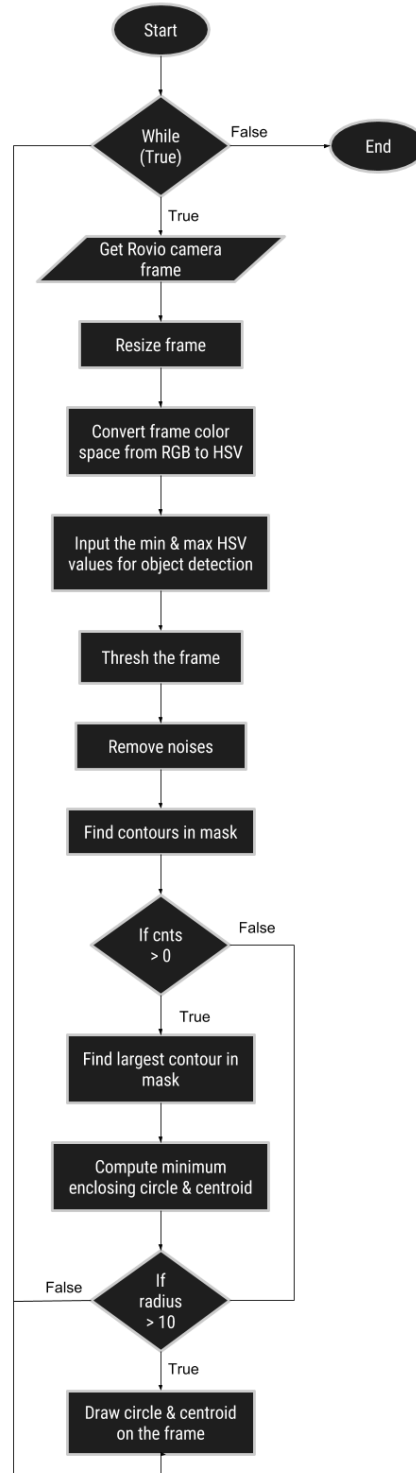 Start
While
(True)
False
End
True
Get Rovio camera
frame
Resize frame
Convert frame color
space from RGB to HSV
Input the min & max HSV
values for object detection
Thresh the frame
Remove noises
Find contours in mask
If cnts
> 0
False
True
Find largest contour in
mask
Compute minimum
enclosing circle & centroid
False
If
radius
> 10
True
Draw circle & centroid
on the frame